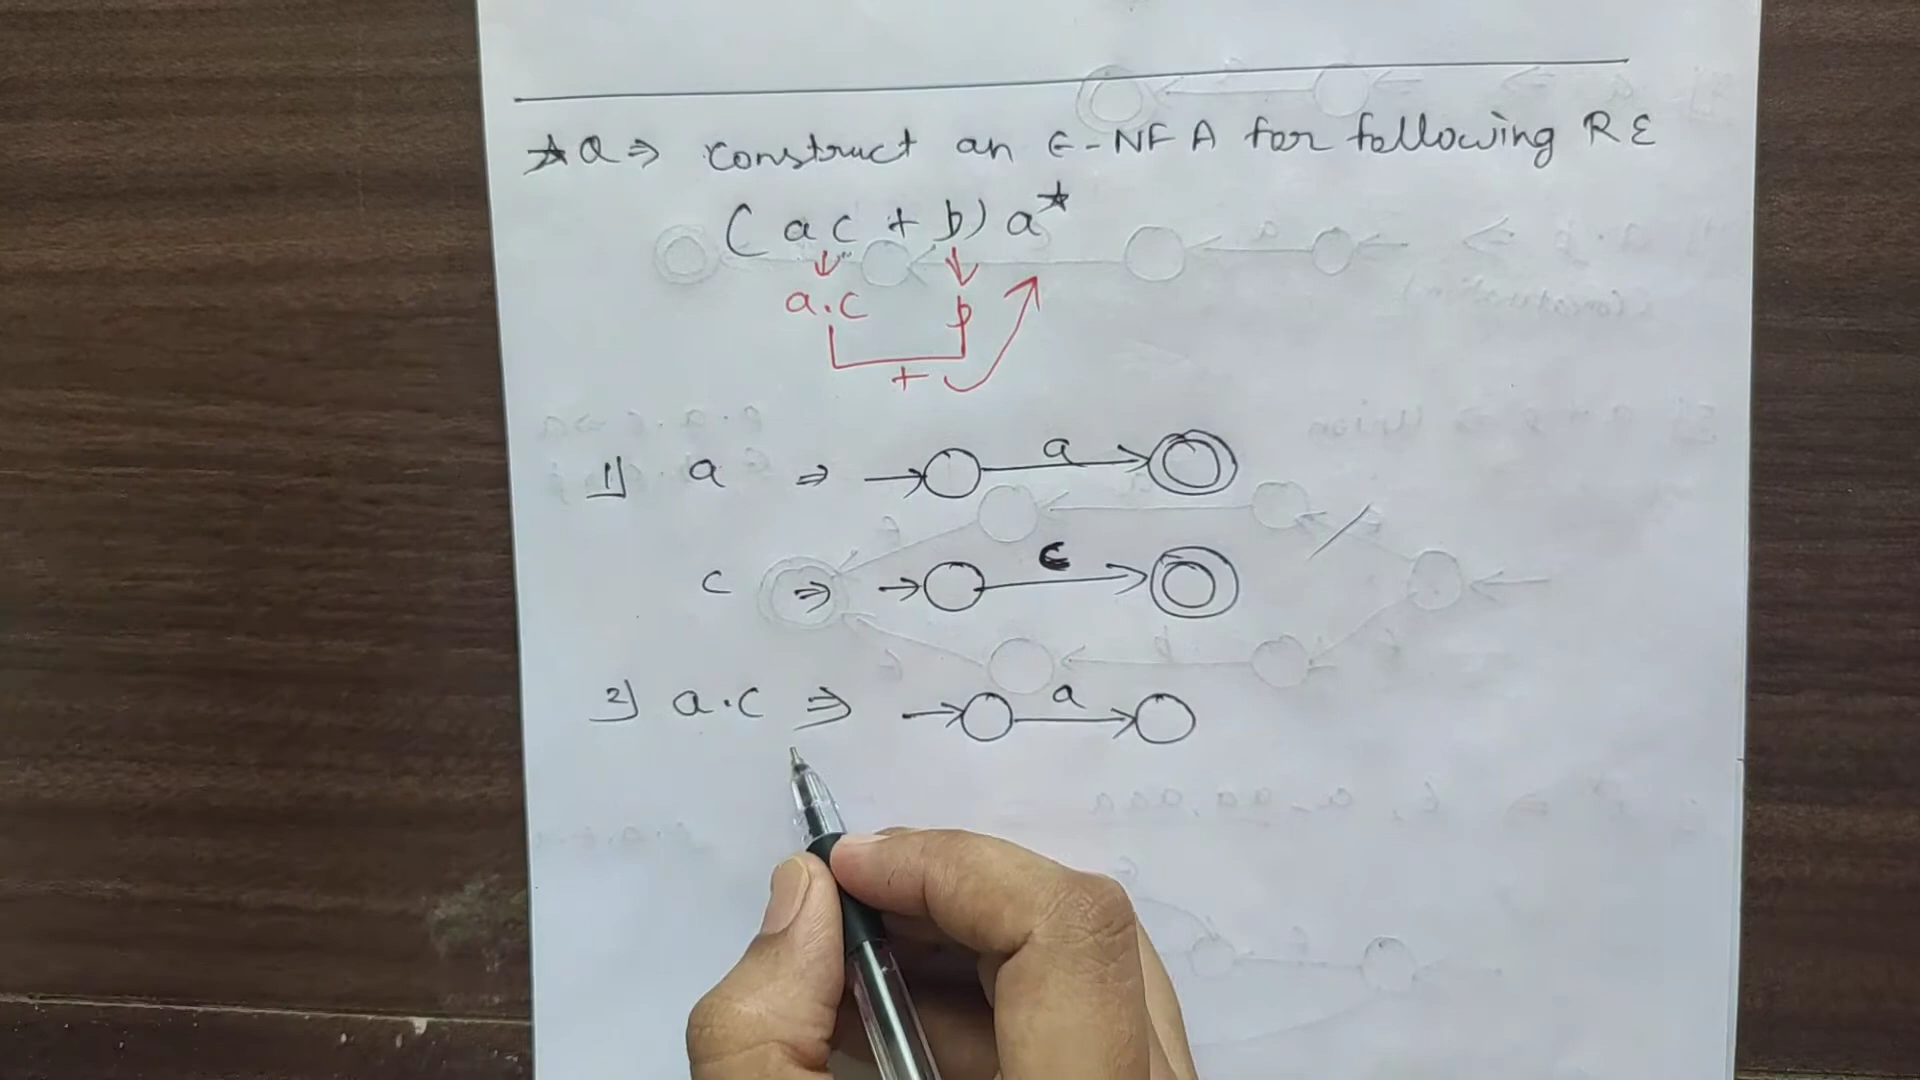 ★ Q ⇒ construct an ε-NFA for following RE
(ac + b) a*
a.c b
+
1) a ⇒ → a
c ⇒ → c
2) a.c ⇒ → a